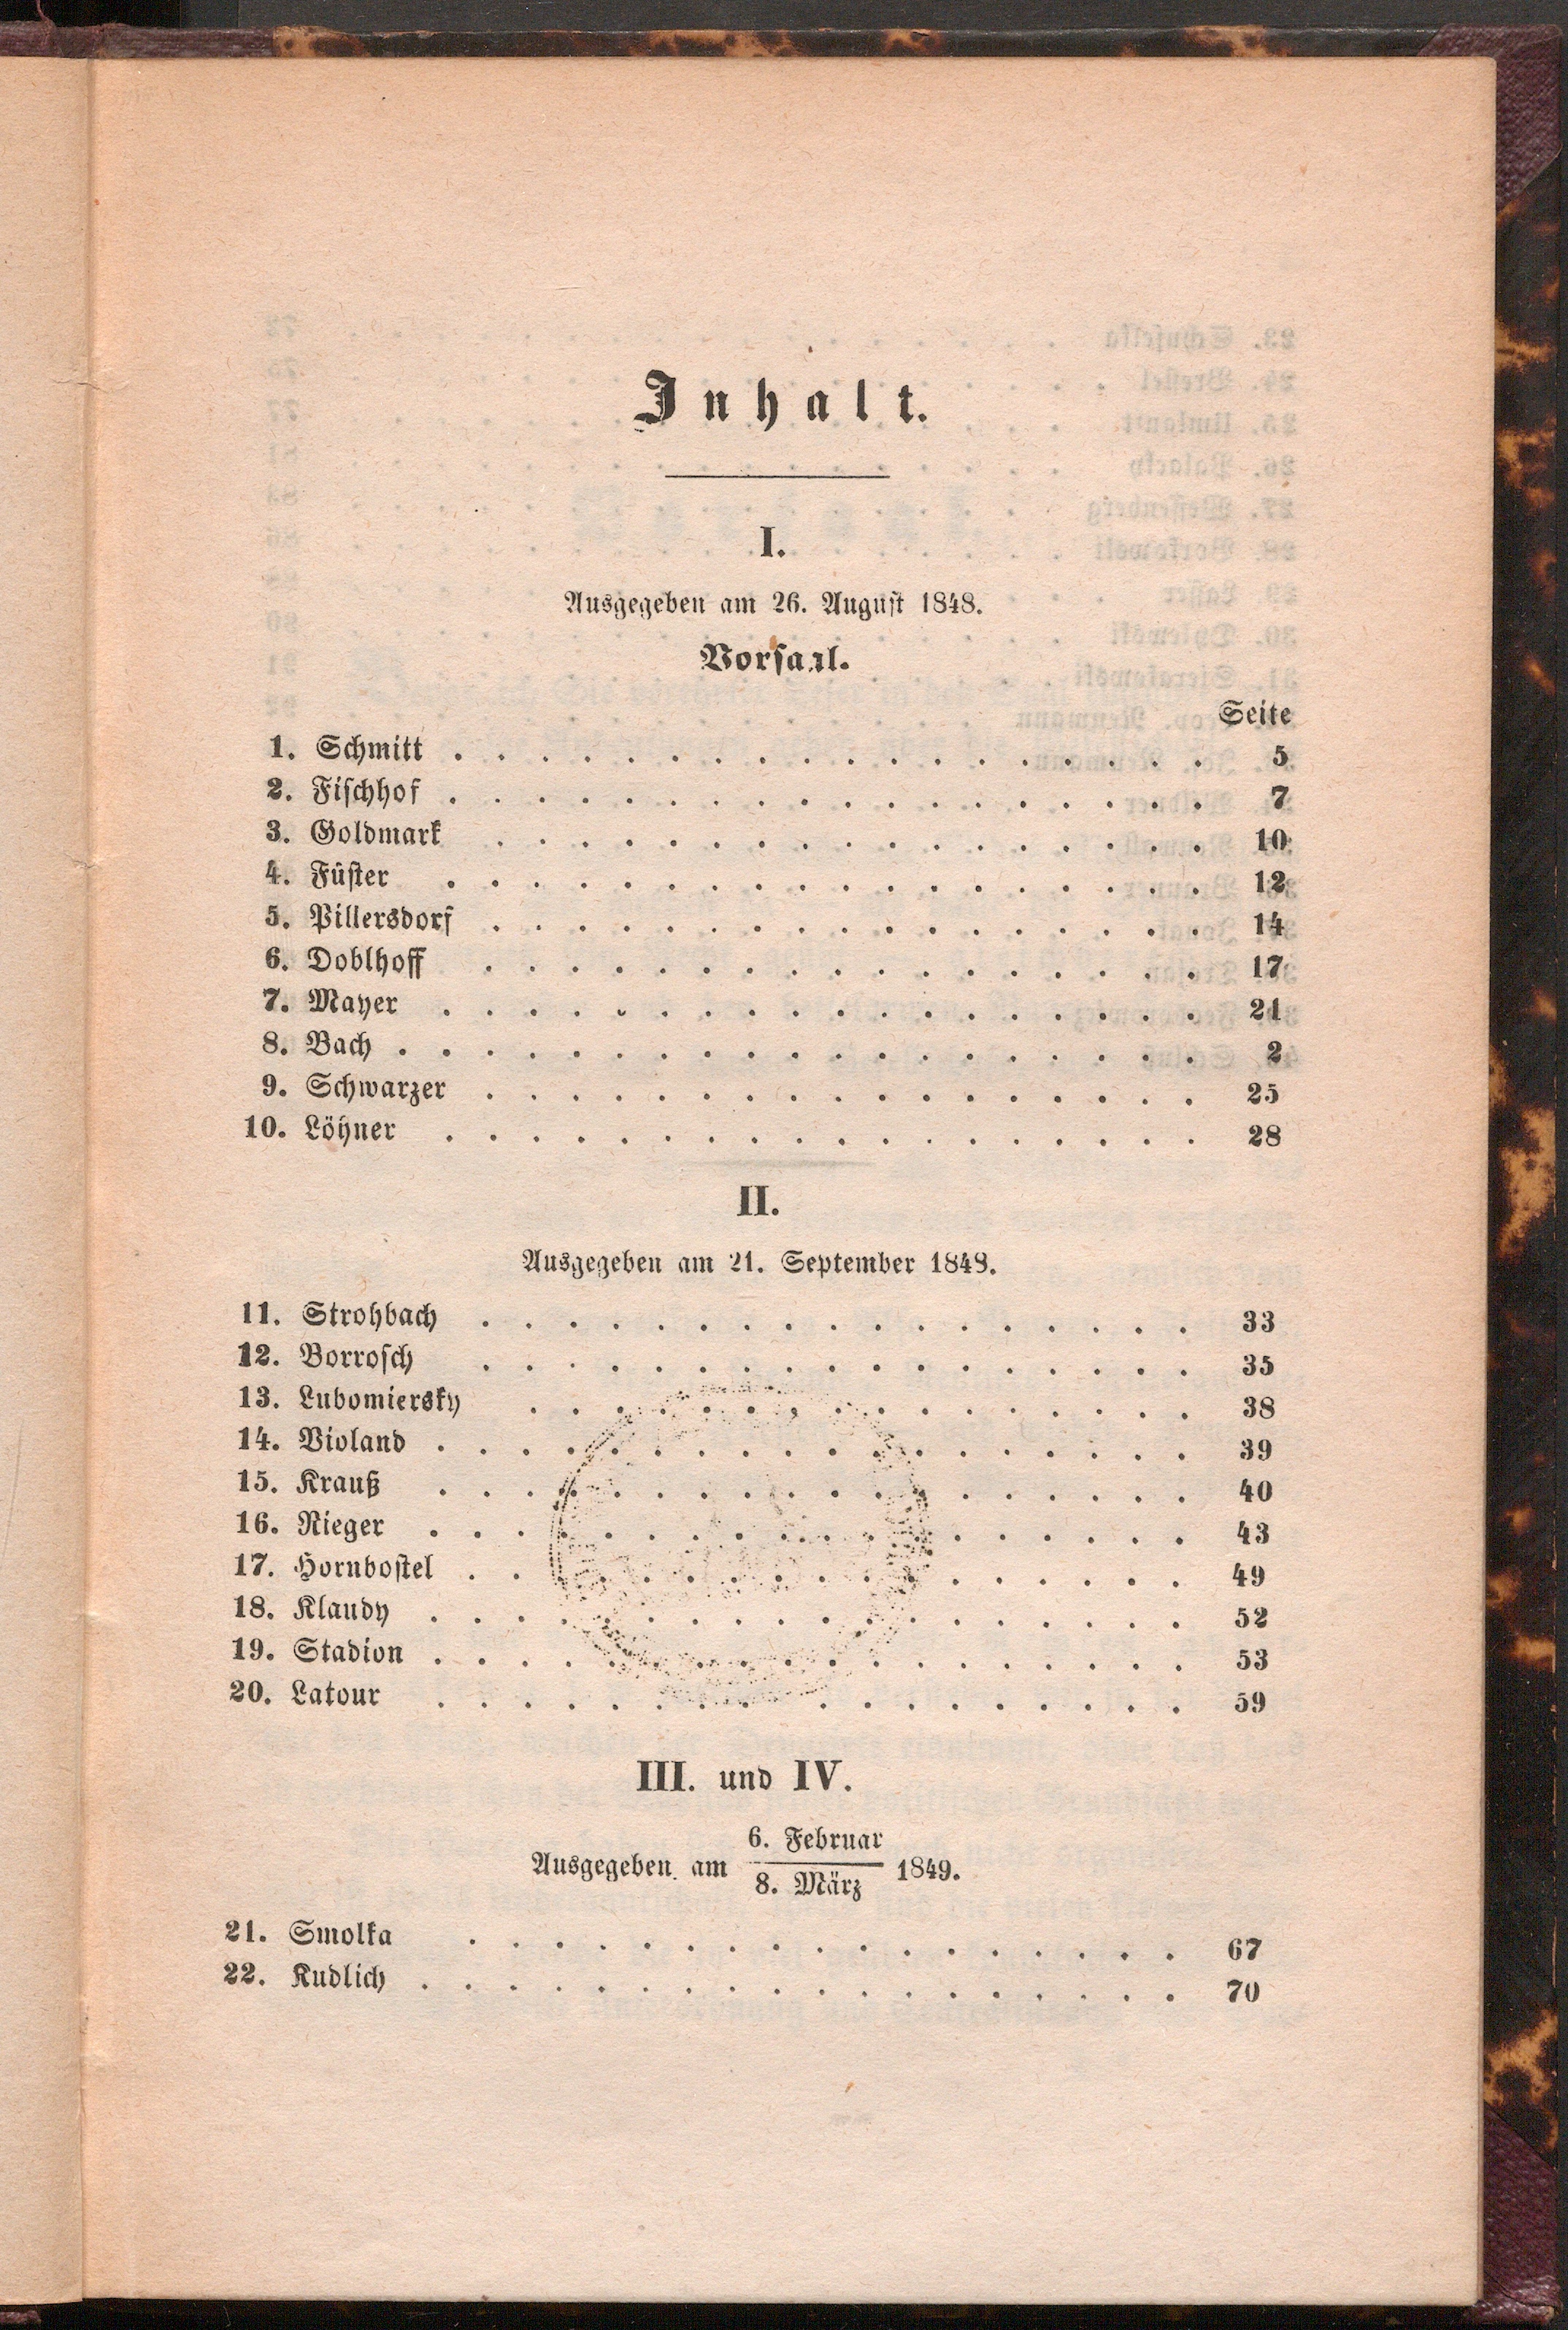 Inhalt.
I.
Ausgegeben am 26. August 1848.
Vorsaal.
Seite
1. Schmitt . . . . . . . . . . . . . . . . . . 5
2. Fischhof . . . . . . . . . . . . . . . . . . 7
3. Goldmark . . . . . . . . . . . . . . . . . 10
4. Füster . . . . . . . . . . . . . . . . . . 12
5. Pillersdorf . . . . . . . . . . . . . . . . . 14
6. Doblhoff . . . . . . . . . . . . . . . . . 17
7. Mayer . . . . . . . . . . . . . . . . . . 21
8. Bach . . . . . . . . . . . . . . . . . . . 2
9. Schwarzer . . . . . . . . . . . . . . . . . 25
10. Löhner . . . . . . . . . . . . . . . . . . 28
II.
Ausgegeben am 21. September 1848.
11. Strohbach . . . . . . . . . . . . . . . . . 33
12. Borrosch . . . . . . . . . . . . . . . . . 35
13. Lubomiersky . . . . . . . . . . . . . . . . 38
14. Violand . . . . . . . . . . . . . . . . . . 39
15. Krauß . . . . . . . . . . . . . . . . . . 40
16. Rieger . . . . . . . . . . . . . . . . . . 43
17. Hornbostel . . . . . . . . . . . . . . . . . 49
18. Klaudy . . . . . . . . . . . . . . . . . . 52
19. Stadion . . . . . . . . . . . . . . . . . . 53
20. Latour . . . . . . . . . . . . . . . . . . 59
III. und IV.
6. Februar
Ausgegeben am 1849.
8. März
21. Smolka . . . . . . . . . . . . . . . . . 67
22. Kudlich . . . . . . . . . . . . . . . . . . 70